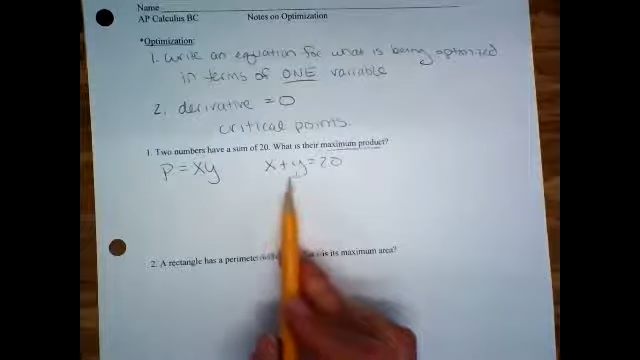 Name
AP Calculus BC Notes on Optimization
*Optimization:
1. Write an equation for what is being optimized
in terms of ONE variable
2. derivative = 0
critical points.
1. Two numbers have a sum of 20. What is their maximum product?
P = xy x + y = 20
2. A rectangle has a perimeter is its maximum area?